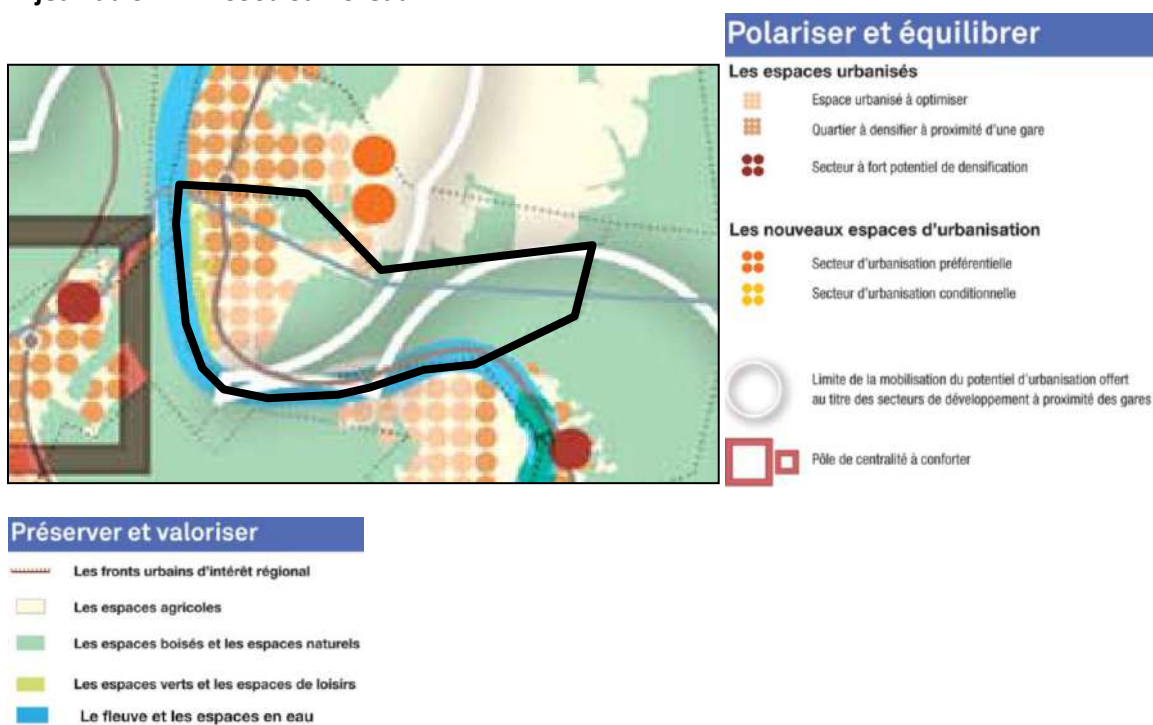 Polariser et équilibrer
Les espaces urbanisés
Espace urbanisé à optimiser
Quartier à densifier à proximité d'une gare
Secteur à fort potentiel de densification
Les nouveaux espaces d'urbanisation
Secteur d'urbanisation préférentielle
Secteur d'urbanisation conditionnelle
Limite de la mobilisation du potentiel d'urbanisation offert
au titre des secteurs de développement à proximité des gares
Pôle de centralité à conforter
Préserver et valoriser
Les fronts urbains d'intérêt régional
Les espaces agricoles
Les espaces boisés et les espaces naturels
Les espaces verts et les espaces de loisirs
Le fleuve et les espaces en eau